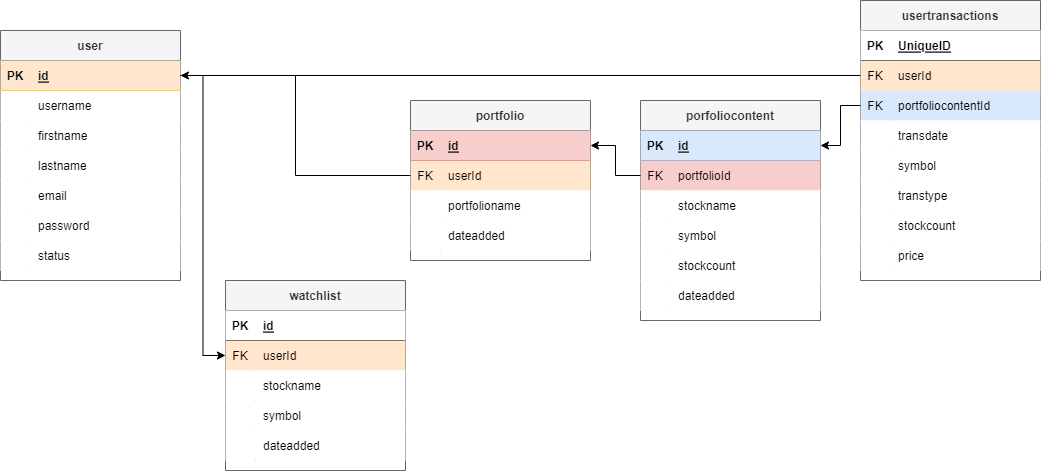 user
PK id
username
firstname
lastname
email
password
status
watchlist
PK id
FK userId
stockname
symbol
dateadded
portfolio
PK id
FK userId
portfolioname
dateadded
porfoliocontent
PK id
FK portfolioId
stockname
symbol
stockcount
dateadded
usertransactions
PK UniqueID
FK userId
FK portfoliocontentId
transdate
symbol
transtype
stockcount
price